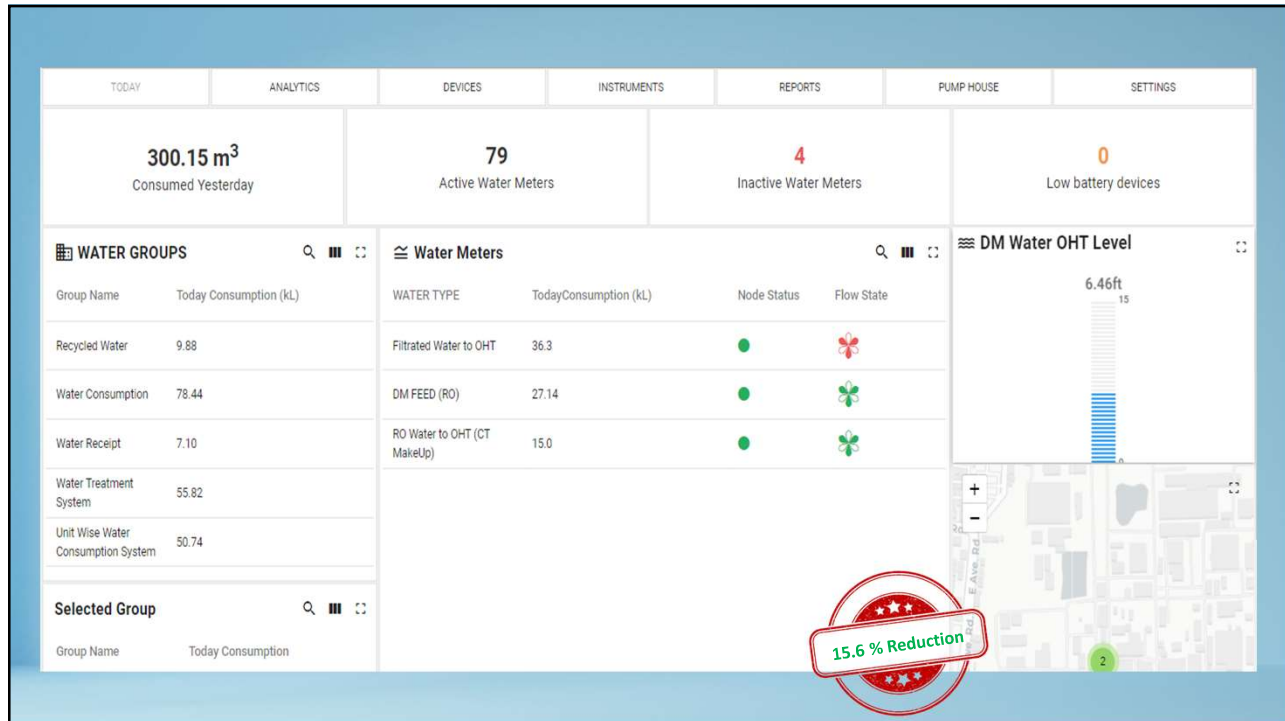 TODAY
ANALYTICS
DEVICES
INSTRUMENTS
REPORTS
PUMP HOUSE
SETTINGS
300.15 m³
Consumed Yesterday
79
Active Water Meters
4
Inactive Water Meters
0
Low battery devices
WATER GROUPS
Group Name Today Consumption (kL)
Recycled Water 9.88
Water Consumption 78.44
Water Receipt 7.10
Water Treatment
System 55.82
Unit Wise Water
Consumption System 50.74
Selected Group
Group Name Today Consumption
Water Meters
WATER TYPE TodayConsumption (kL) Node Status Flow State
Filtrated Water to OHT 36.3
DM FEED (RO) 27.14
RO Water to OHT (CT
MakeUp) 15.0
DM Water OHT Level
6.46ft
15
0
+
−
E Ave. Rd.
2
15.6 % Reduction